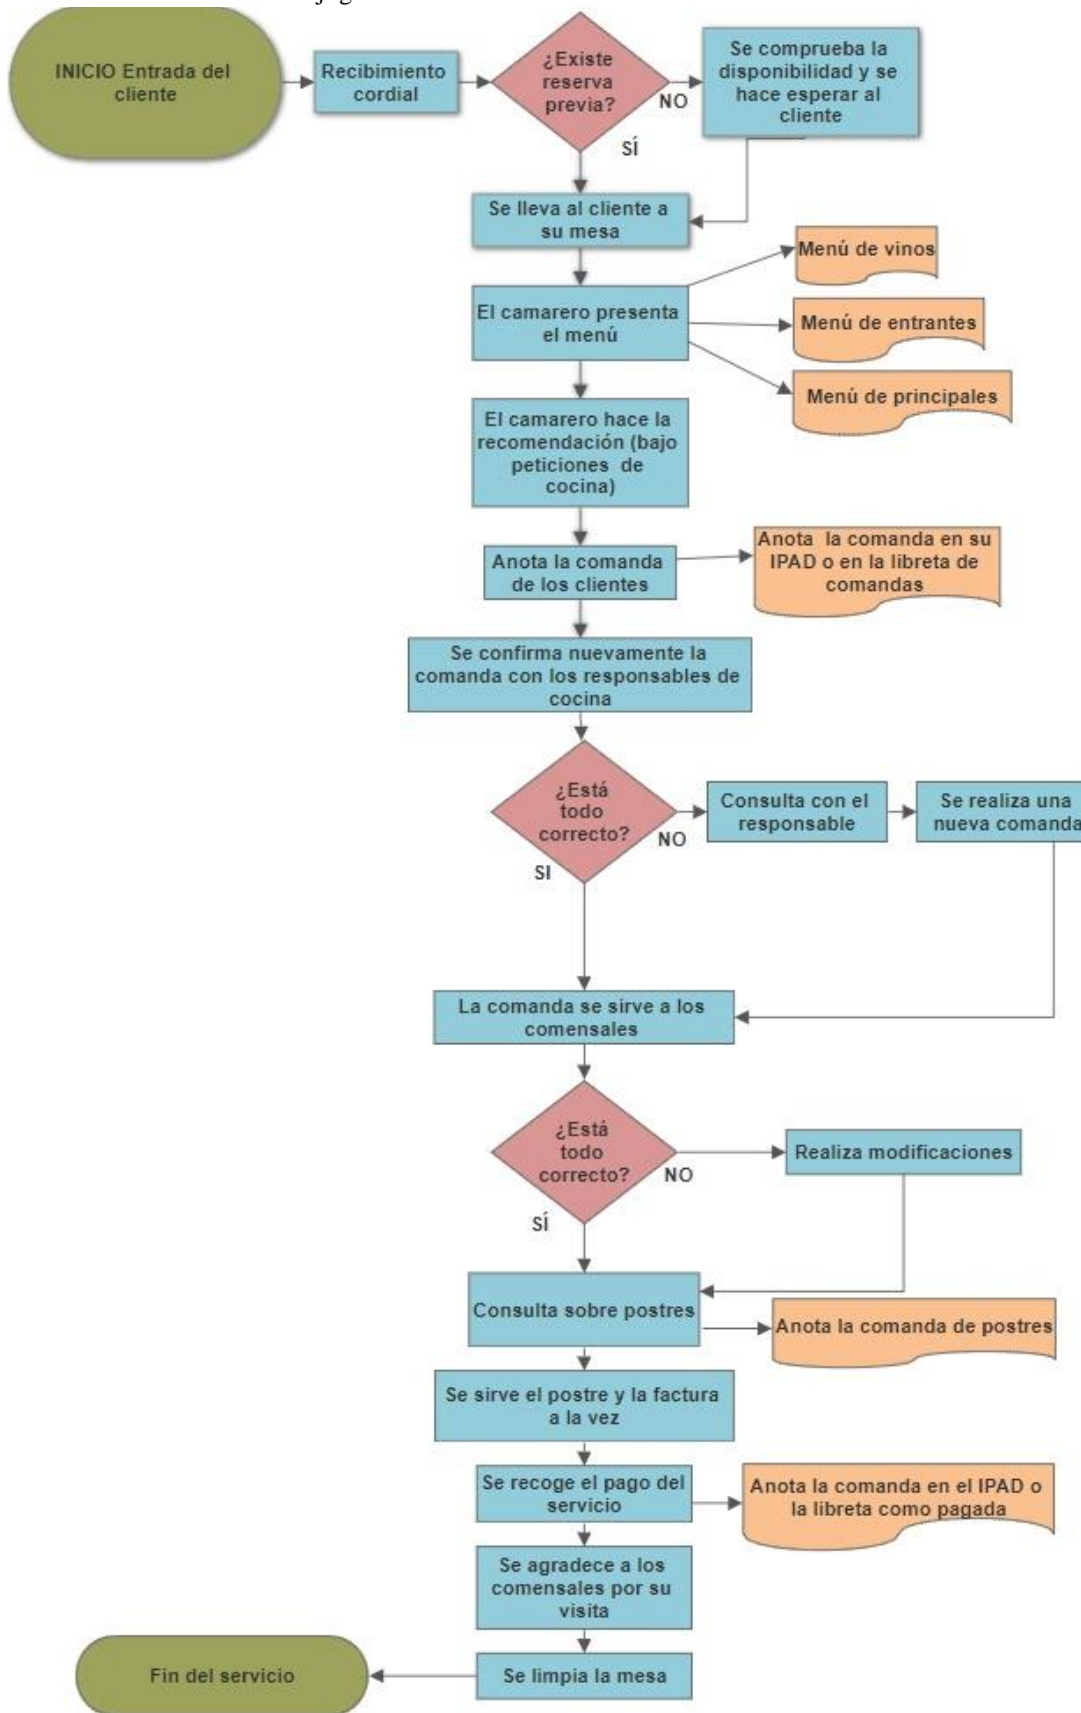 INICIO Entrada del
cliente
Recibimiento
cordial
¿Existe
reserva
previa?
NO
SÍ
Se comprueba la
disponibilidad y se
hace esperar al
cliente
Se lleva al cliente a
su mesa
El camarero presenta
el menú
Menú de vinos
Menú de entrantes
Menú de principales
El camarero hace la
recomendación (bajo
peticiones de
cocina)
Anota la comanda
de los clientes
Anota la comanda en su
IPAD o en la libreta de
comandas
Se confirma nuevamente la
comanda con los responsables de
cocina
¿Está
todo
correcto?
NO
SI
Consulta con el
responsable
Se realiza una
nueva comanda
La comanda se sirve a los
comensales
¿Está
todo
correcto?
NO
SÍ
Realiza modificaciones
Consulta sobre postres
Anota la comanda de postres
Se sirve el postre y la factura
a la vez
Se recoge el pago del
servicio
Anota la comanda en el IPAD o
la libreta como pagada
Se agradece a los
comensales por su
visita
Se limpia la mesa
Fin del servicio